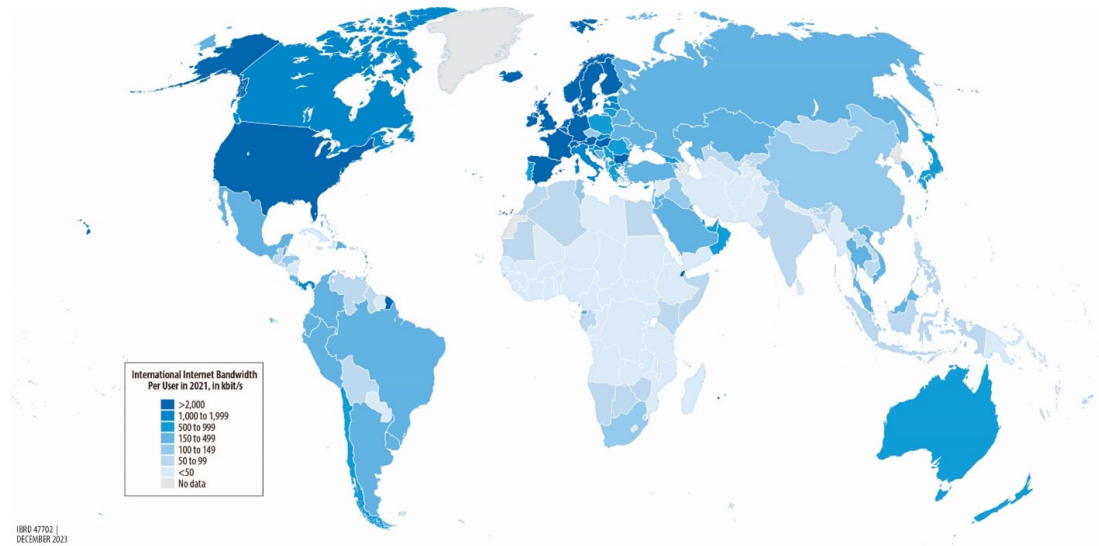 International Internet Bandwidth
Per User in 2021, in kbit/s
>2,000
1,000 to 1,999
500 to 999
150 to 499
100 to 149
50 to 99
<50
No data
IBRD 47702 |
DECEMBER 2023